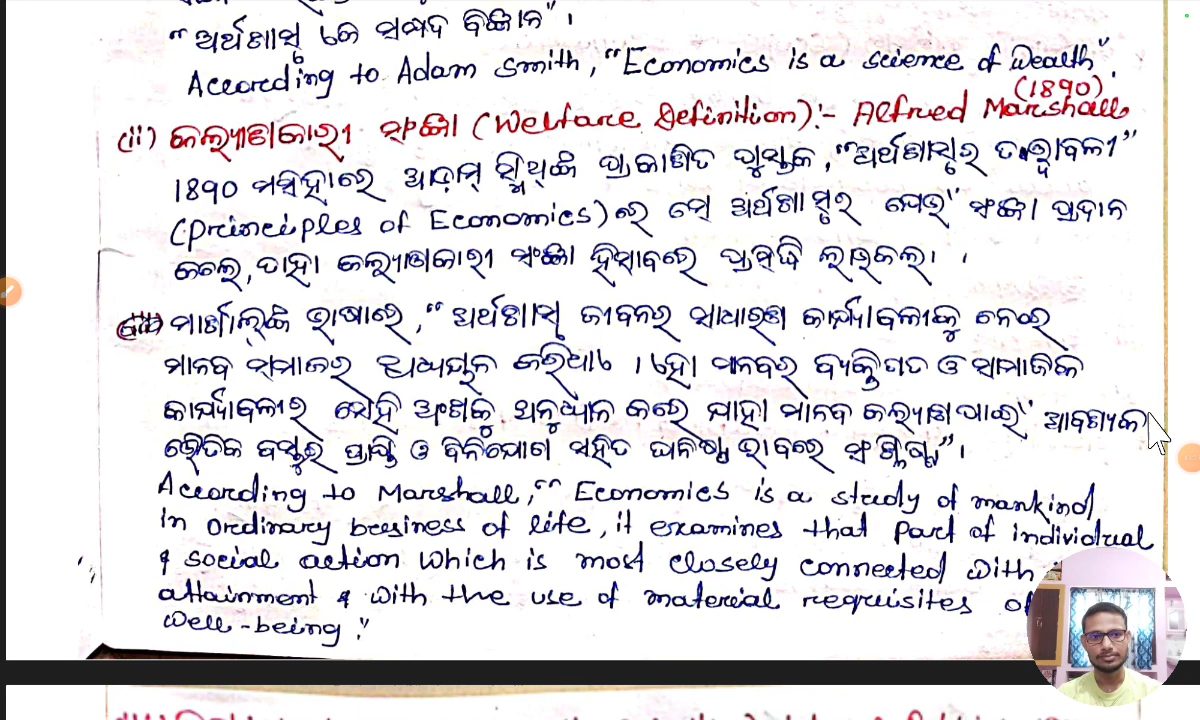 "ଅର୍ଥଶାସ୍ତ୍ର ହେଉ ସମ୍ପଦ ବିଜ୍ଞାନ"।
According to Adam Smith, "Economics is a science of Wealth".
(1890)
(ii) କଲ୍ୟାଣକାରୀ ସଂଜ୍ଞା (Welfare Definition):- Alfred Marshall
1890 ମସିହାରେ ଆଡ଼ାମ୍ ସ୍ମିଥ୍‌ଙ୍କ ପ୍ରକାଶିତ ପୁସ୍ତକ, "ଅର୍ଥଶାସ୍ତ୍ରର ତତ୍ତ୍ୱାବଳୀ"
(Principles of Economics) ରେ ସେ ଅର୍ଥଶାସ୍ତ୍ରର ଯେଉଁ ସଂଜ୍ଞା ପ୍ରଦାନ
କଲେ, ତାହା କଲ୍ୟାଣକାରୀ ସଂଜ୍ଞା ହିସାବରେ ପ୍ରସିଦ୍ଧି ଲାଭକଲା।
ମାର୍ଶାଲ୍‌ଙ୍କ ଭାଷାରେ, "ଅର୍ଥଶାସ୍ତ୍ର ଜୀବନର ସାଧାରଣ କାର୍ଯ୍ୟାବଳୀକୁ ନେଇ
ମାନବ ସମାଜର ଅଧ୍ୟୟନ କରିଥାଏ । ଏହା ମାନବର ବ୍ୟକ୍ତିଗତ ଓ ସାମାଜିକ
କାର୍ଯ୍ୟାବଳୀର ସେହି ଅଂଶକୁ ଅନୁଧ୍ୟାନ କରେ ଯାହା ମାନବ କଲ୍ୟାଣ ପାଇଁ ଆବଶ୍ୟକ
ଭୌତିକ ବସ୍ତୁର ପ୍ରାପ୍ତି ଓ ବିନିଯୋଗ ସହିତ ଘନିଷ୍ଠ ଭାବରେ ସଂଶ୍ଳିଷ୍ଟ"।
According to Marshall, "Economics is a study of mankind
in ordinary business of life, it examines that part of individual
& social action which is most closely connected with
attainment & with the use of material requisites of
well-being."